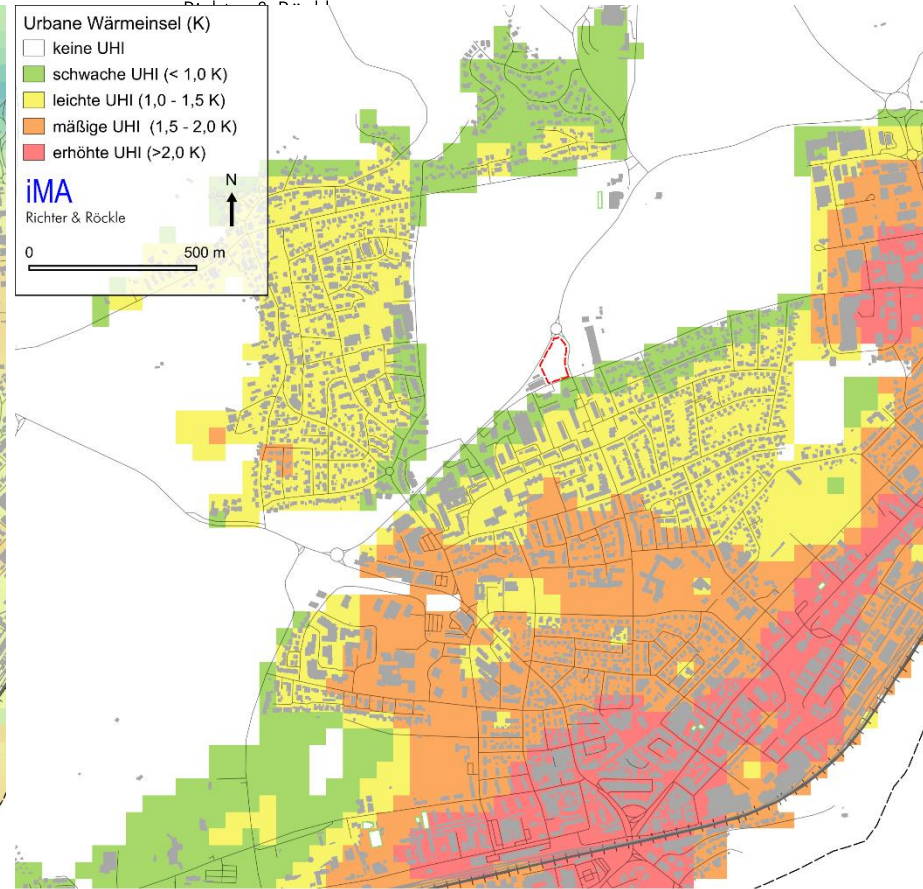 Urbane Wärmeinsel (K)
keine UHI
schwache UHI (< 1,0 K)
leichte UHI (1,0 - 1,5 K)
mäßige UHI (1,5 - 2,0 K)
erhöhte UHI (>2,0 K)
iMA
Richter & Röckle
N
0 500 m